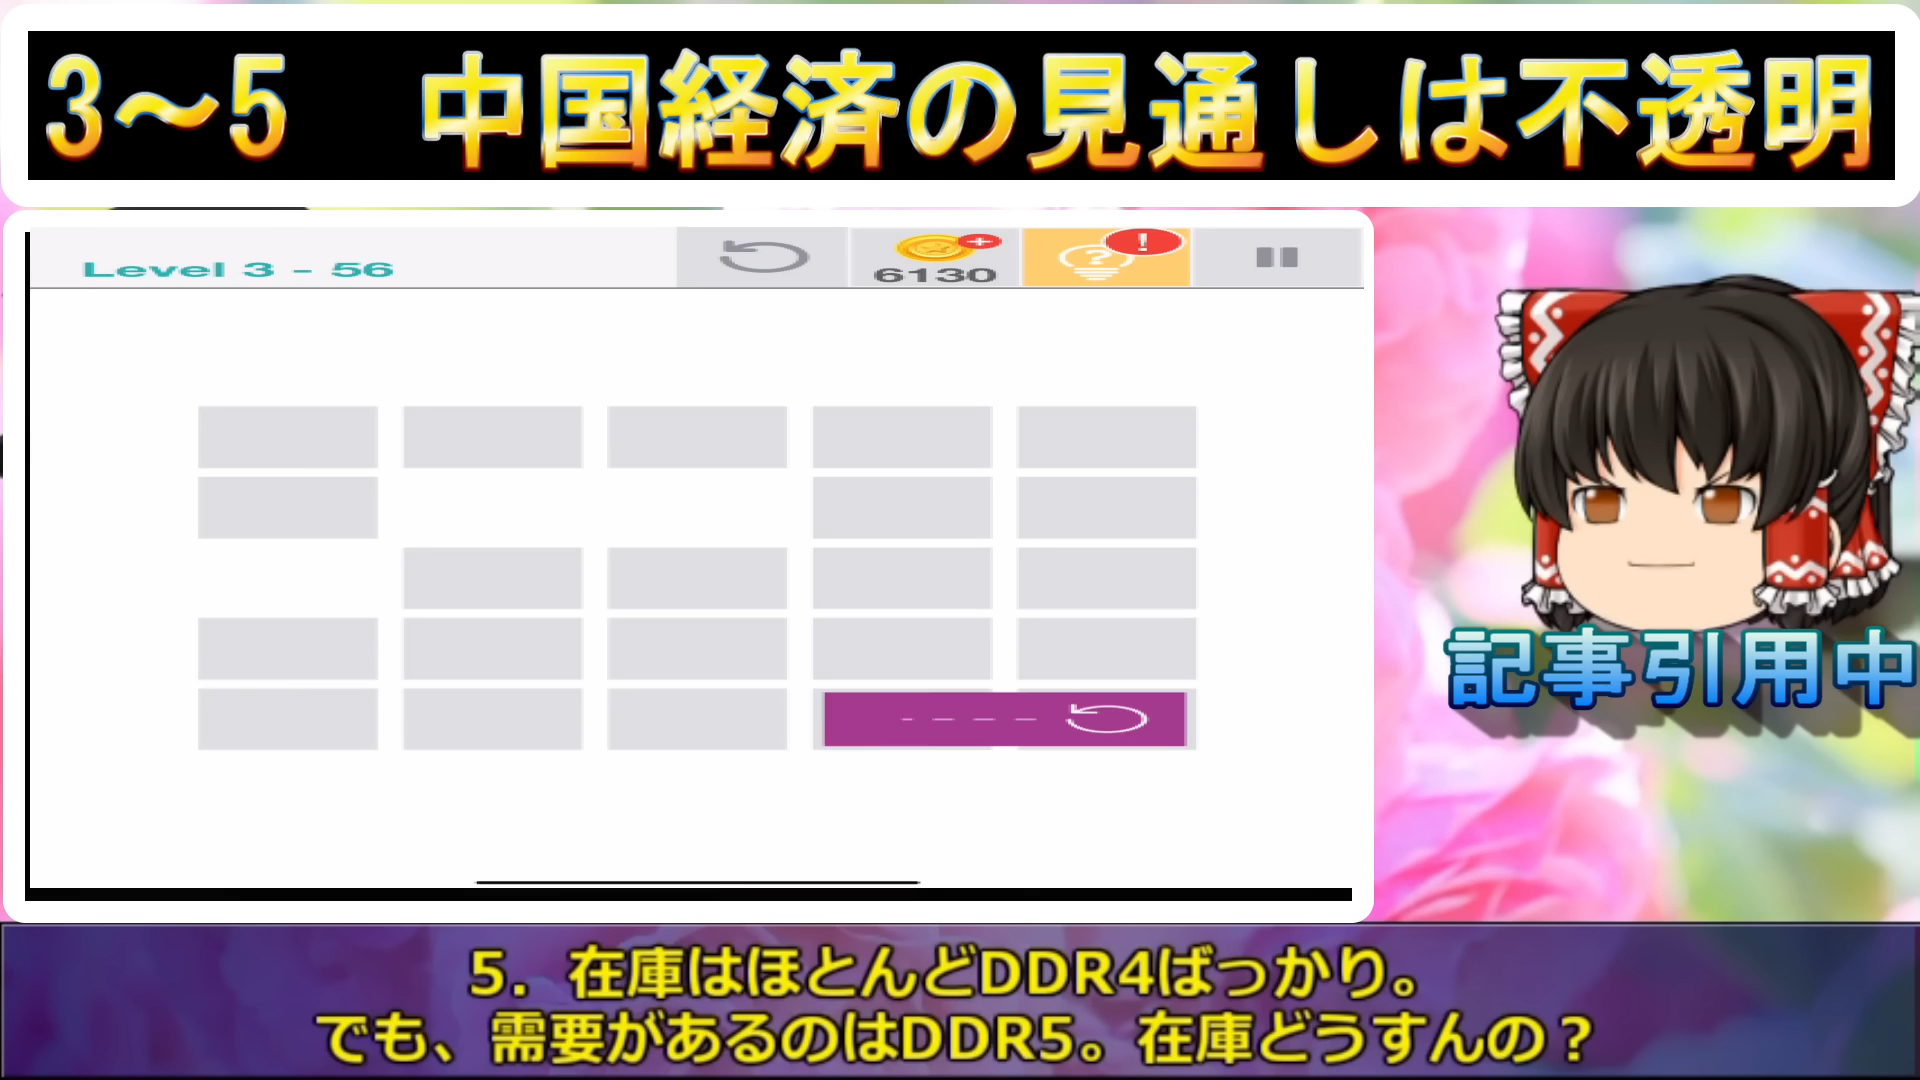 3～5　中国経済の見通しは不透明
Level 3 - 56
6130
記事引用中
5．在庫はほとんどDDR4ばっかり。
でも、需要があるのはDDR5。在庫どうすんの？